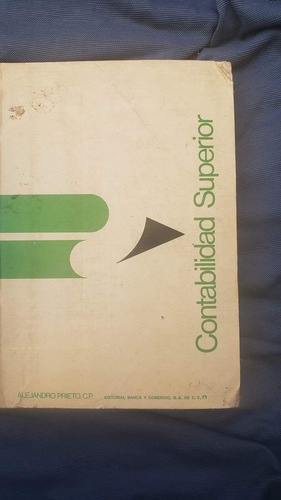 Contabilidad Superior
ALEJANDRO PRIETO, C.P.
EDITORIAL BANCA Y COMERCIO, S.A. DE C.V.